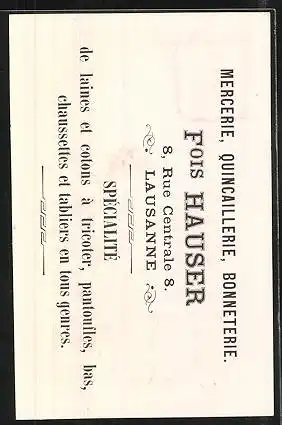 MERCERIE, QUINCAILLERIE, BONNETERIE.
Fois HAUSER
8, Rue Centrale 8.
LAUSANNE
SPÉCIALITÉ
de laines et cotons à tricoter, pantoufles, bas,
chaussettes et tabliers en tous genres.